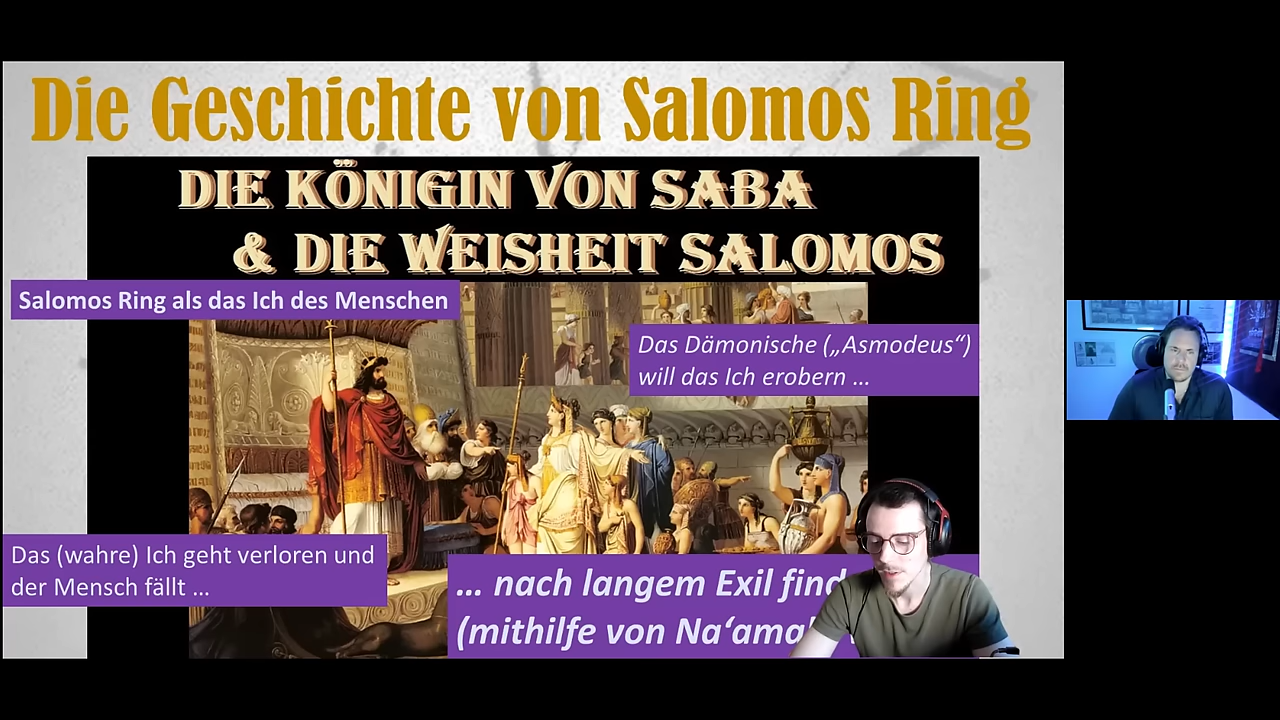 Die Geschichte von Salomos Ring
DIE KÖNIGIN VON SABA
& DIE WEISHEIT SALOMOS
Salomos Ring als das Ich des Menschen
Das Dämonische („Asmodeus“)
will das Ich erobern ...
Das (wahre) Ich geht verloren und
der Mensch fällt ...
... nach langem Exil
(mithilfe von